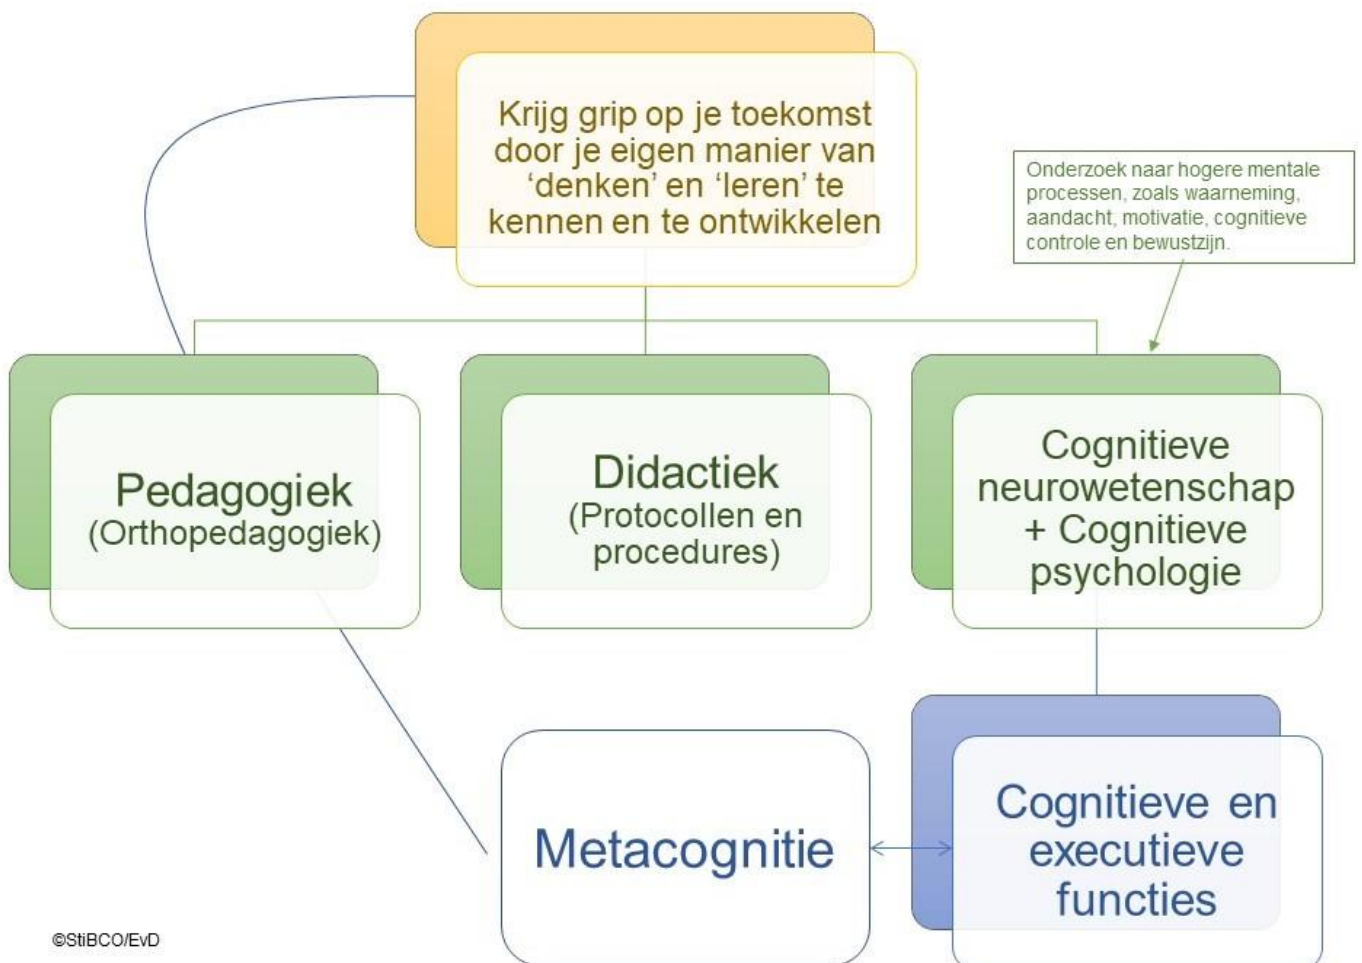 Krijg grip op je toekomst
door je eigen manier van
‘denken’ en ‘leren’ te
kennen en te ontwikkelen
Onderzoek naar hogere mentale
processen, zoals waarneming,
aandacht, motivatie, cognitieve
controle en bewustzijn.
Pedagogiek
(Orthopedagogiek)
Didactiek
(Protocollen en
procedures)
Cognitieve
neurowetenschap
+ Cognitieve
psychologie
Metacognitie
Cognitieve en
executieve
functies
©StiBCO/EvD